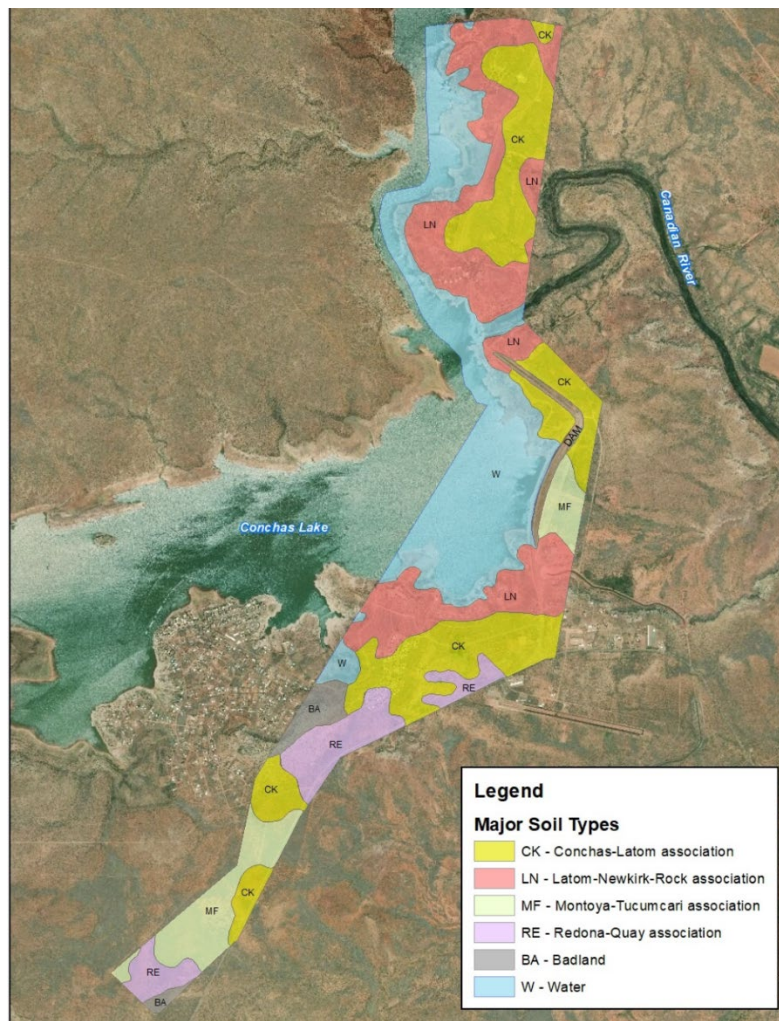 CK
CK
LN
Canadian River
LN
LN
CK
DAM
W
MF
Conchas Lake
LN
CK
W
RE
BA
RE
CK
CK
MF
RE
BA
Legend
Major Soil Types
CK - Conchas-Latom association
LN - Latom-Newkirk-Rock association
MF - Montoya-Tucumcari association
RE - Redona-Quay association
BA - Badland
W - Water